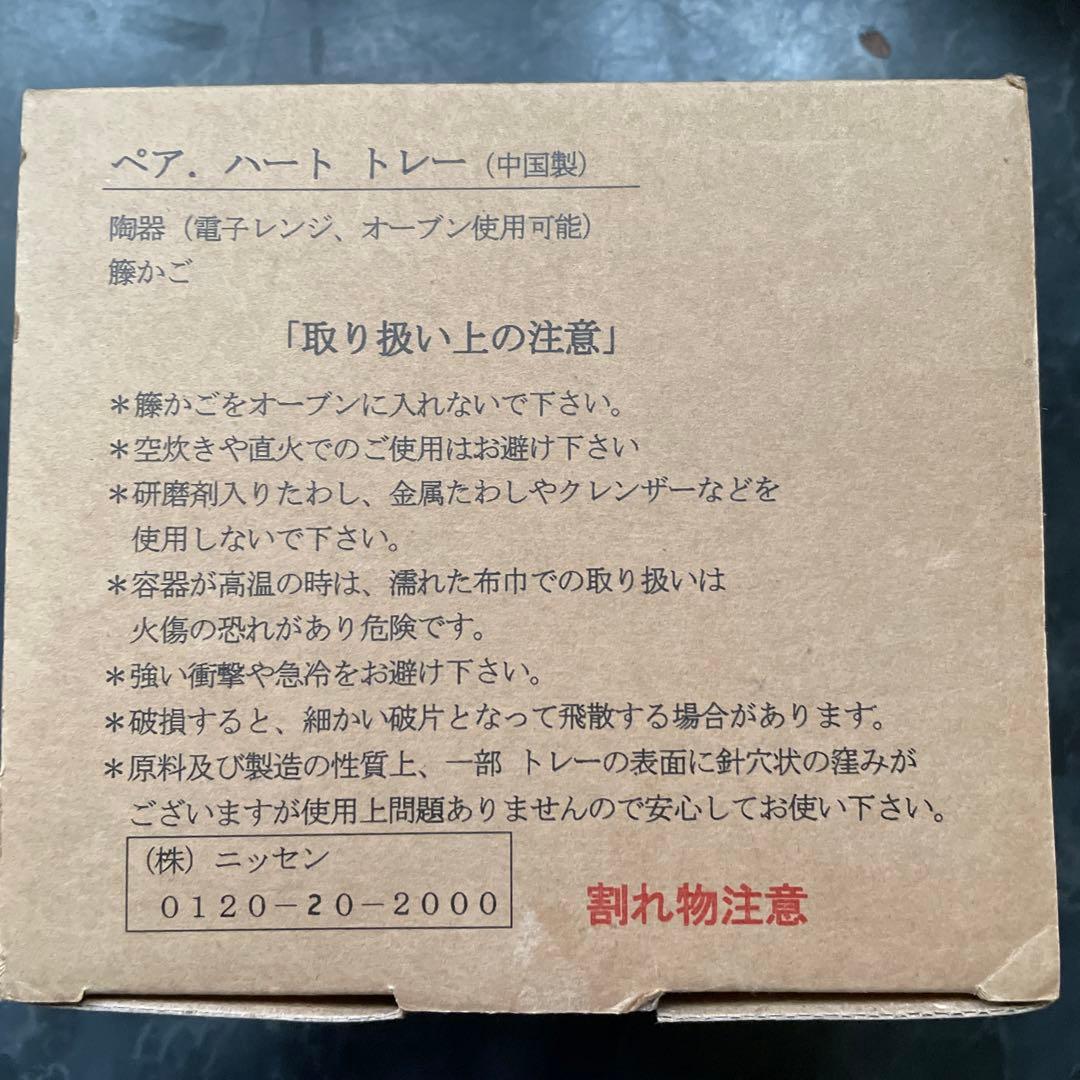 ペア．ハート トレー（中国製）
陶器（電子レンジ、オーブン使用可能）
籐かご
「取り扱い上の注意」
＊籐かごをオーブンに入れないで下さい。
＊空炊きや直火でのご使用はお避け下さい
＊研磨剤入りたわし、金属たわしやクレンザーなどを
使用しないで下さい。
＊容器が高温の時は、濡れた布巾での取り扱いは
火傷の恐れがあり危険です。
＊強い衝撃や急冷をお避け下さい。
＊破損すると、細かい破片となって飛散する場合があります。
＊原料及び製造の性質上、一部 トレーの表面に針穴状の窪みが
ございますが使用上問題ありませんので安心してお使い下さい。
（株）ニッセン
０１２０－２０－２０００
割れ物注意